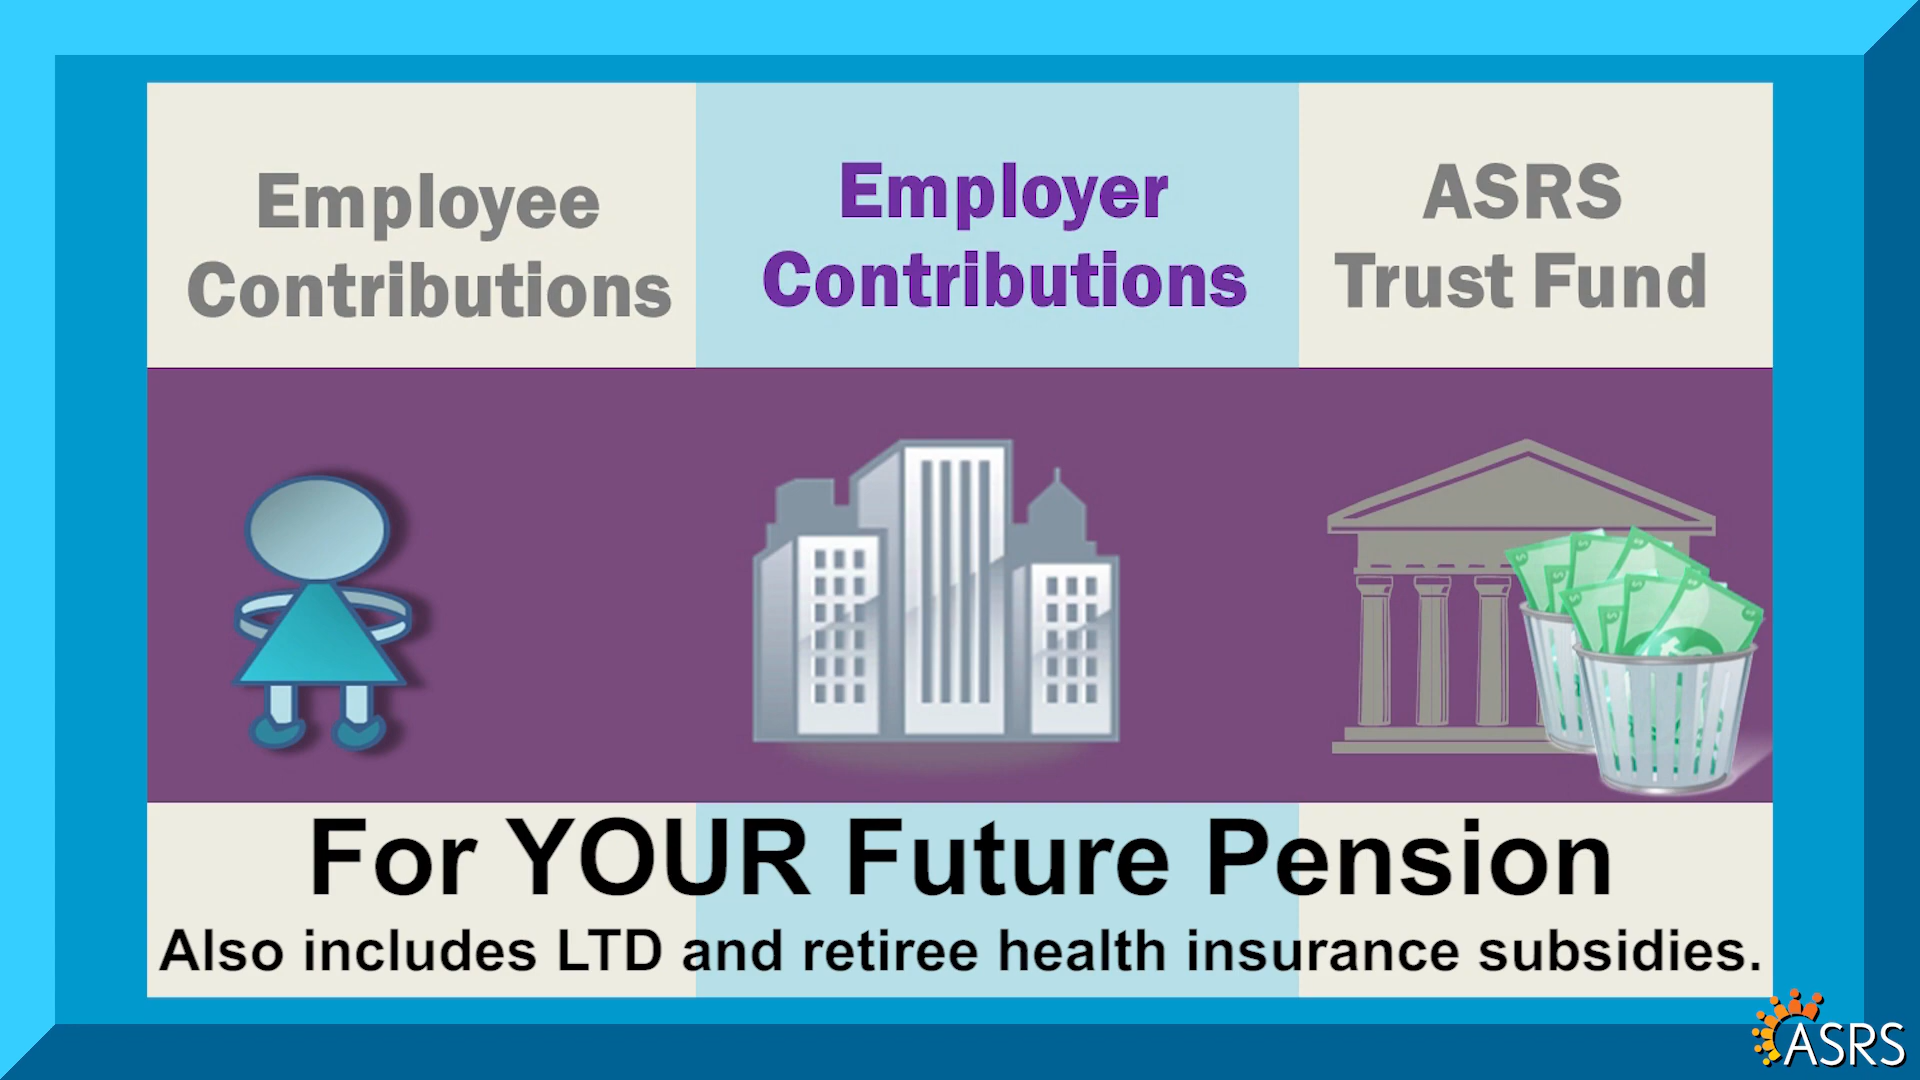 Employee
Contributions
Employer
Contributions
ASRS
Trust Fund
For YOUR Future Pension
Also includes LTD and retiree health insurance subsidies.
ASRS